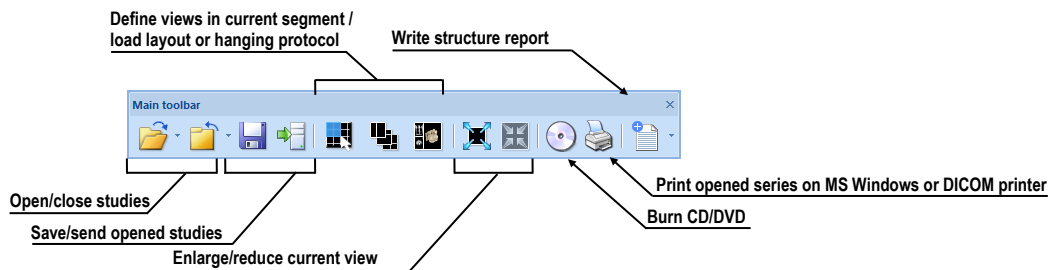 Define views in current segment /
load layout or hanging protocol
Write structure report
Main toolbar
Print opened series on MS Windows or DICOM printer
Open/close studies
Burn CD/DVD
Save/send opened studies
Enlarge/reduce current view